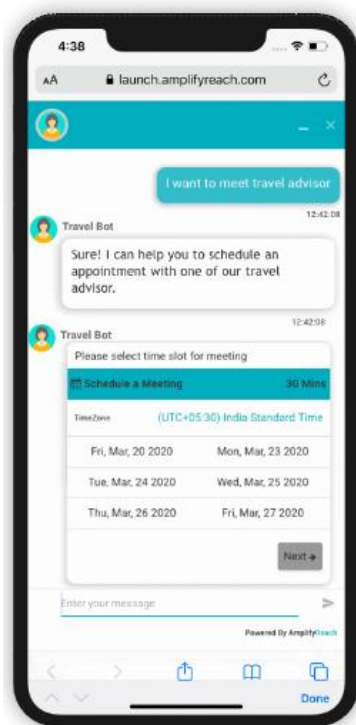 4:38
AA launch.amplifyreach.com
I want to meet travel advisor
12:42:08
Travel Bot
Sure! I can help you to schedule an
appointment with one of our travel
advisor.
12:42:08
Travel Bot
Please select time slot for meeting
Schedule a Meeting 30 Mins
TimeZone (UTC+05:30) India Standard Time
Fri, Mar, 20 2020 Mon, Mar, 23 2020
Tue, Mar, 24 2020 Wed, Mar, 25 2020
Thu, Mar, 26 2020 Fri, Mar, 27 2020
Next →
Enter your message
Powered By AmplifyReach
Done